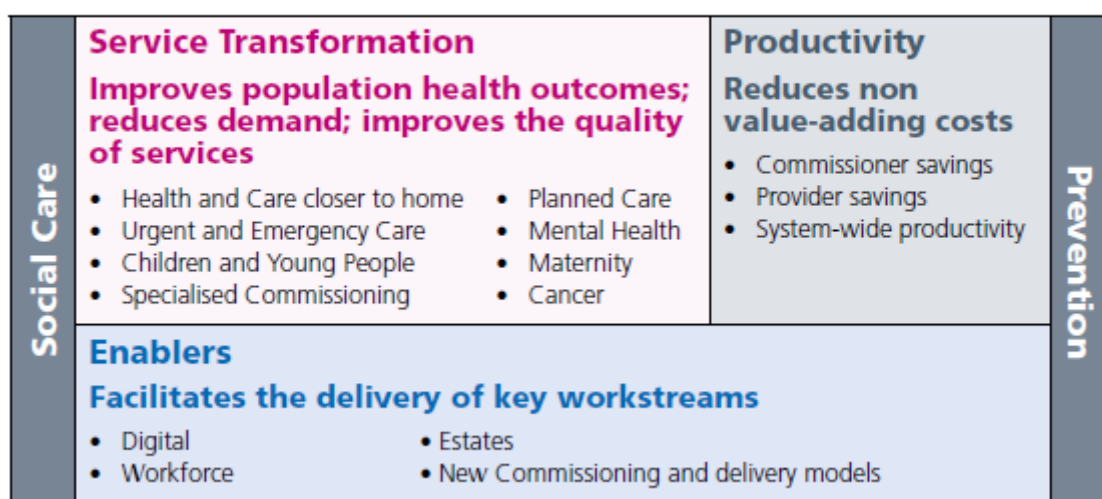 Social Care
Service Transformation
Improves population health outcomes;
reduces demand; improves the quality
of services
• Health and Care closer to home
• Urgent and Emergency Care
• Children and Young People
• Specialised Commissioning
• Planned Care
• Mental Health
• Maternity
• Cancer
Productivity
Reduces non
value-adding costs
• Commissioner savings
• Provider savings
• System-wide productivity
Enablers
Facilitates the delivery of key workstreams
• Digital
• Workforce
• Estates
• New Commissioning and delivery models
Prevention